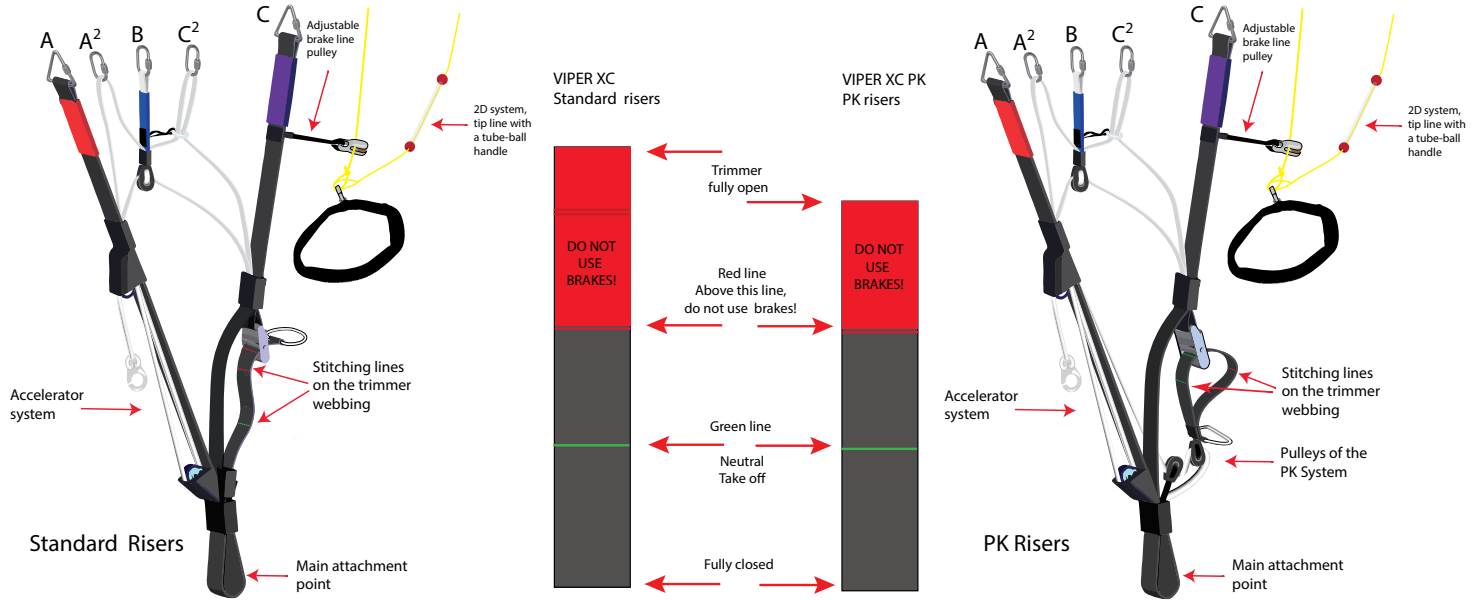 A
A²
B
C²
C
Adjustable
brake line
pulley
2D system,
tip line with
a tube-ball
handle
Stitching lines
on the trimmer
webbing
Accelerator
system
Standard Risers
Main attachment
point
VIPER XC
Standard risers
DO NOT
USE
BRAKES!
Trimmer
fully open
Red line
Above this line,
do not use brakes!
Green line
Neutral
Take off
Fully closed
VIPER XC PK
PK risers
DO NOT
USE
BRAKES!
A
A²
B
C²
C
Adjustable
brake line
pulley
2D system,
tip line with
a tube-ball
handle
Stitching lines
on the trimmer
webbing
Accelerator
system
Pulleys of the
PK System
PK Risers
Main attachment
point